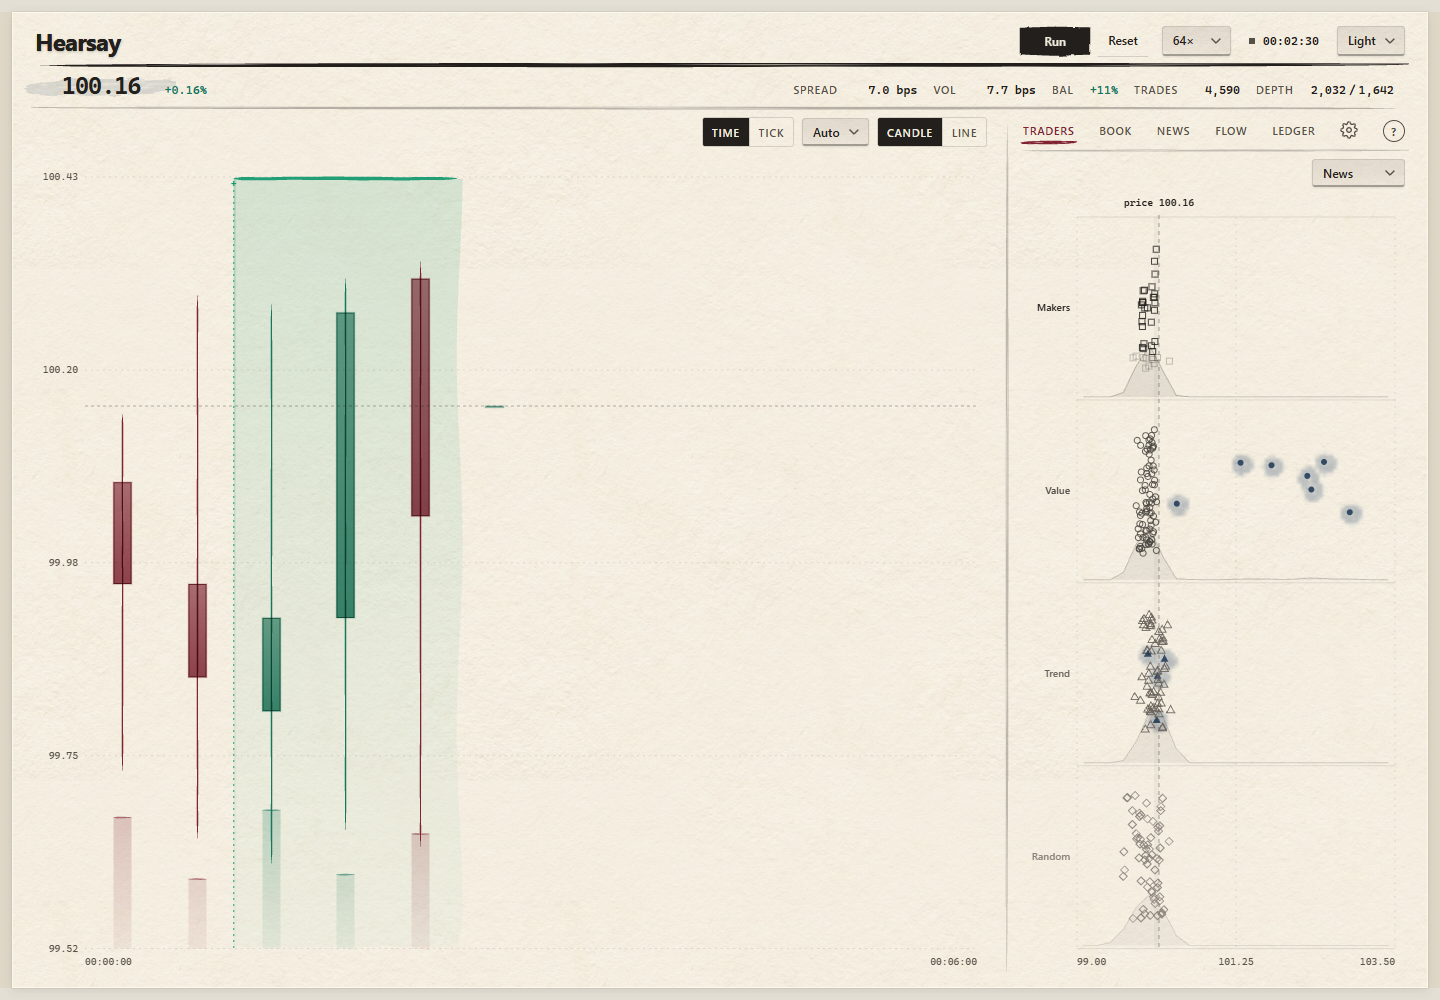 Hearsay
Run Reset 64× 00:02:30 Light
100.16 +0.16% SPREAD 7.0 bps VOL 7.7 bps BAL +11% TRADES 4,590 DEPTH 2,032 / 1,642
TIME TICK Auto CANDLE LINE
TRADERS BOOK NEWS FLOW LEDGER ?
News
100.43
100.20
99.98
99.75
99.52
00:00:00 00:06:00
price 100.16
Makers
Value
Trend
Random
99.00 101.25 103.50